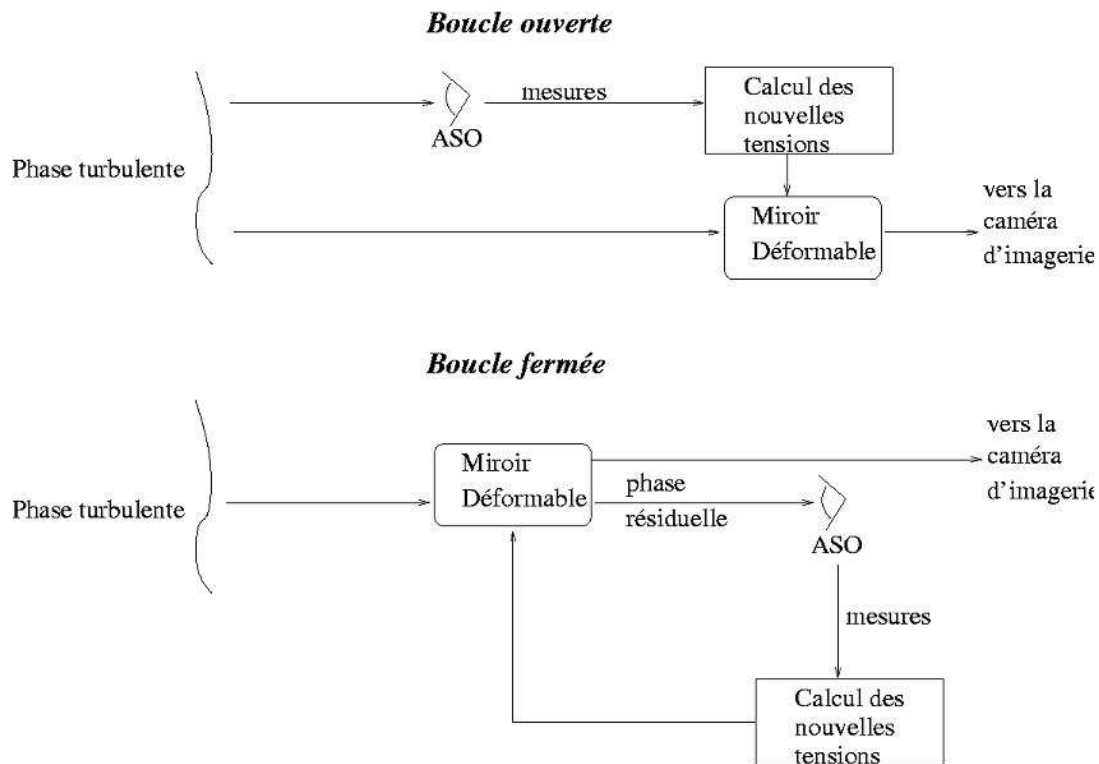 Boucle ouverte
mesures
ASO
Calcul des
nouvelles
tensions
Phase turbulente
Miroir
Déformable
vers la
caméra
d'imagerie
Boucle fermée
Phase turbulente
Miroir
Déformable
phase
résiduelle
vers la
caméra
d'imagerie
ASO
mesures
Calcul des
nouvelles
tensions